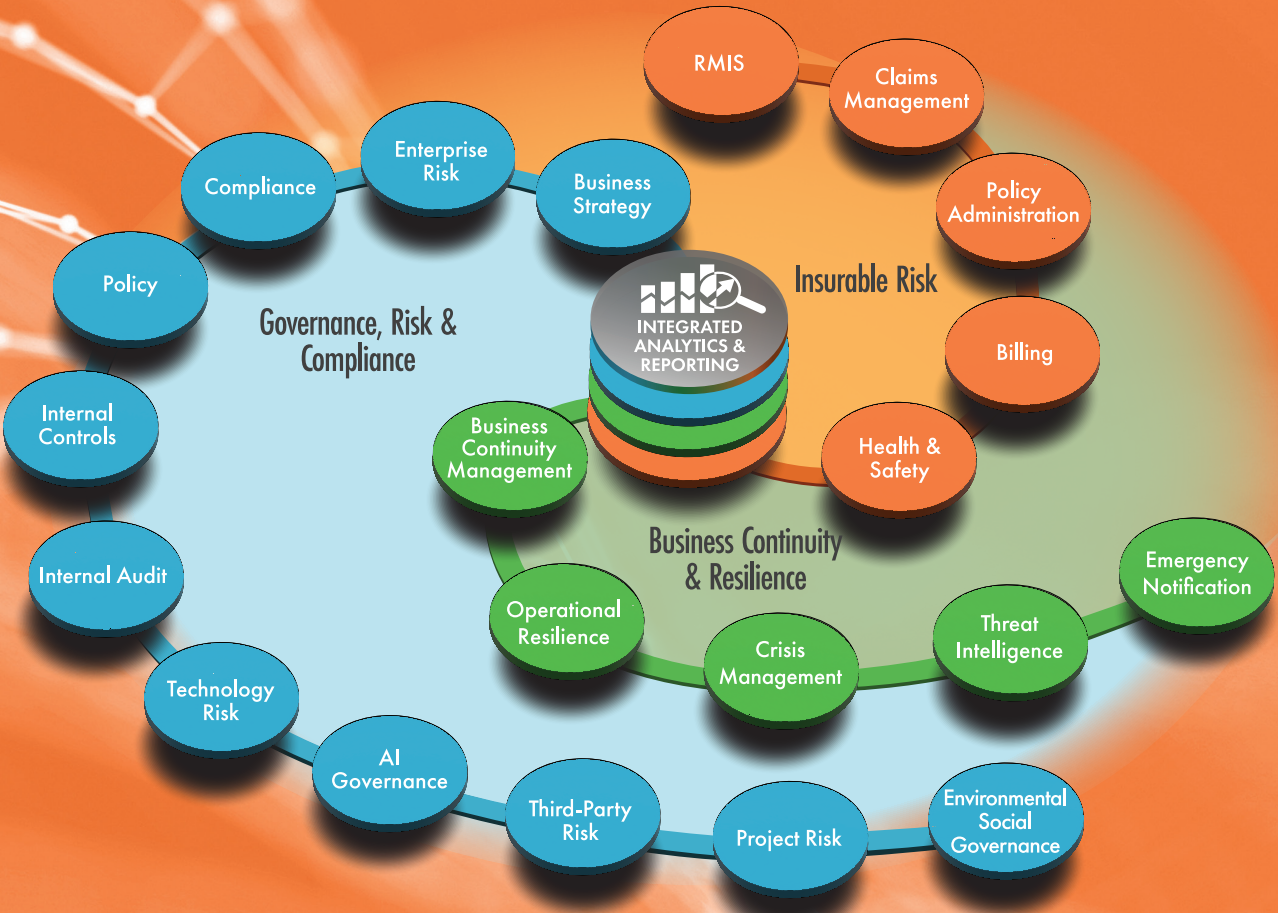 RMIS
Claims
Management
Policy
Administration
Billing
Health &
Safety
Insurable Risk
INTEGRATED
ANALYTICS &
REPORTING
Business
Strategy
Enterprise
Risk
Compliance
Policy
Internal
Controls
Internal Audit
Technology
Risk
AI
Governance
Third-Party
Risk
Project Risk
Environmental
Social
Governance
Governance, Risk &
Compliance
Business
Continuity
Management
Operational
Resilience
Crisis
Management
Threat
Intelligence
Emergency
Notification
Business Continuity
& Resilience